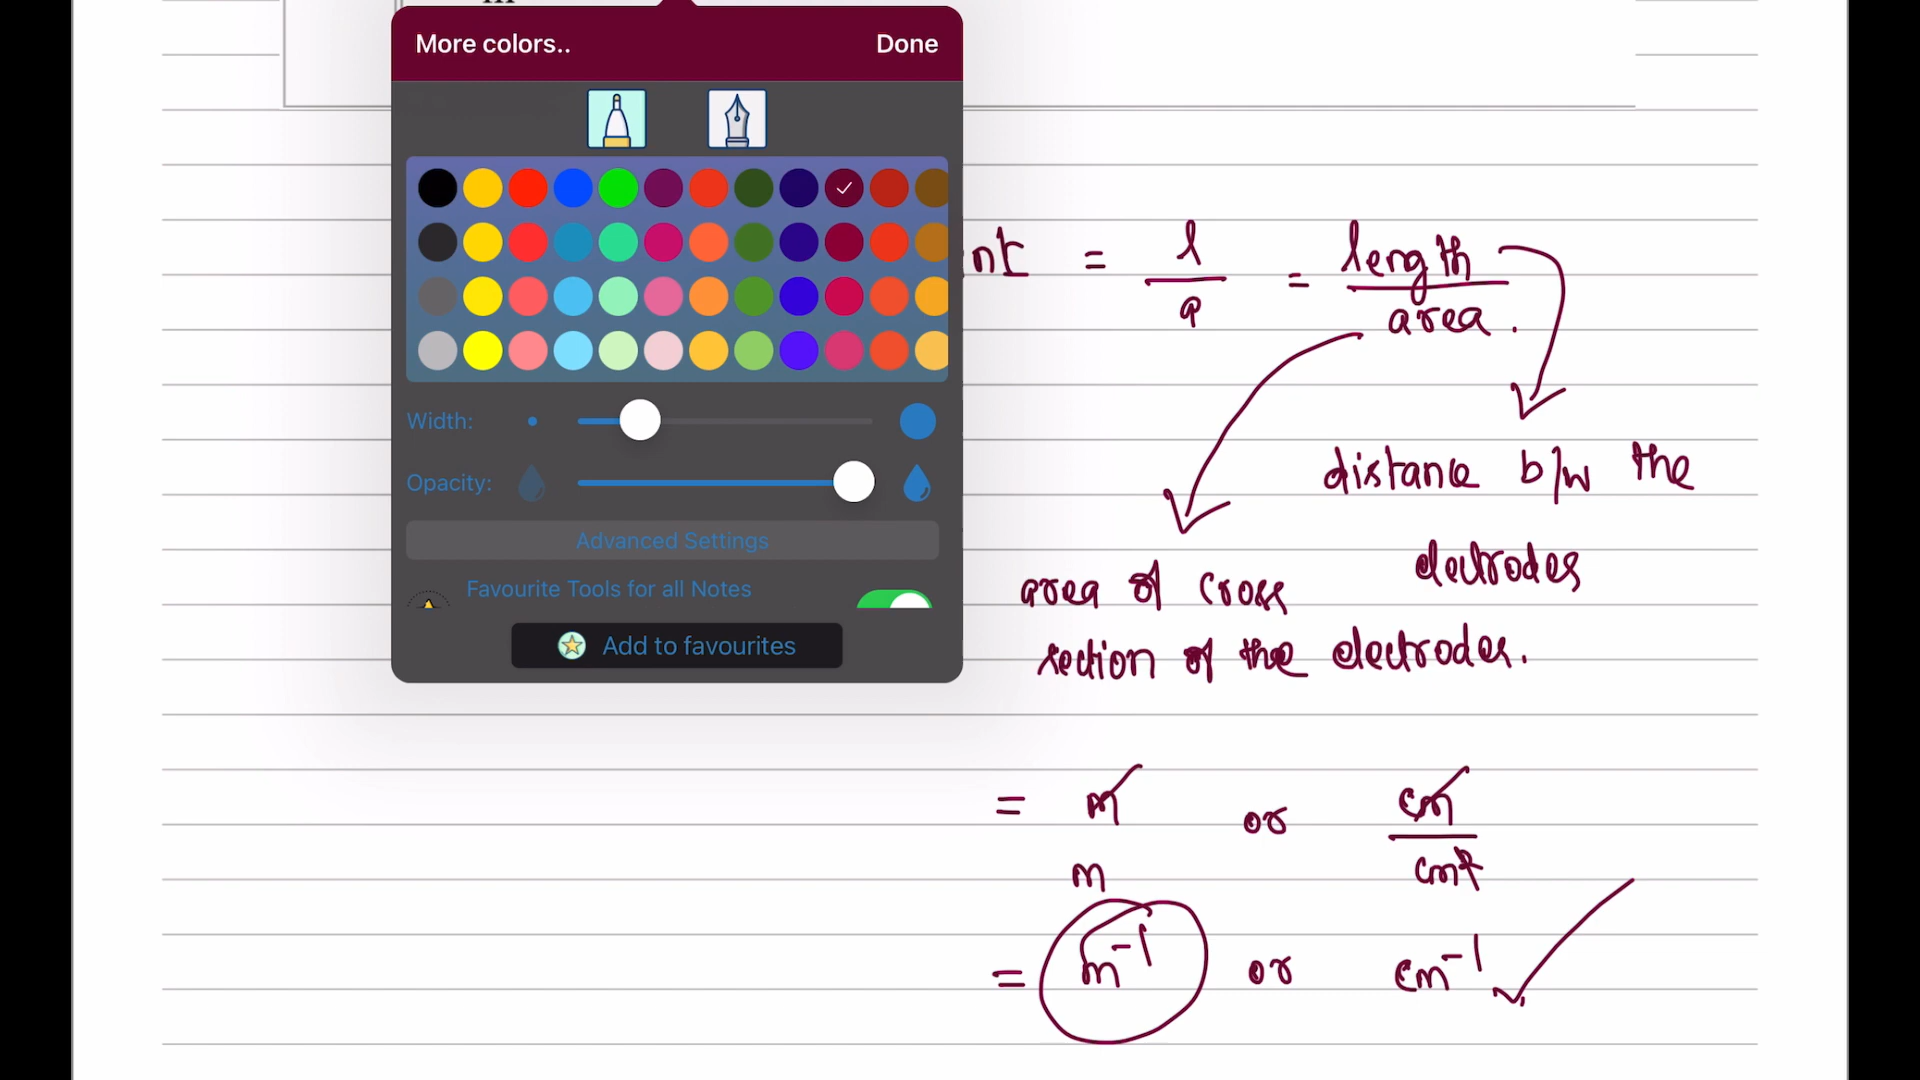 m
More colors.. Done
Width:
Opacity:
Advanced Settings
Favourite Tools for all Notes
Add to favourites
nt = l / a = length / area.
distance b/w the
electrodes
area of cross
section of the electrodes.
= m or cm
m cm²
= m⁻¹ or cm⁻¹